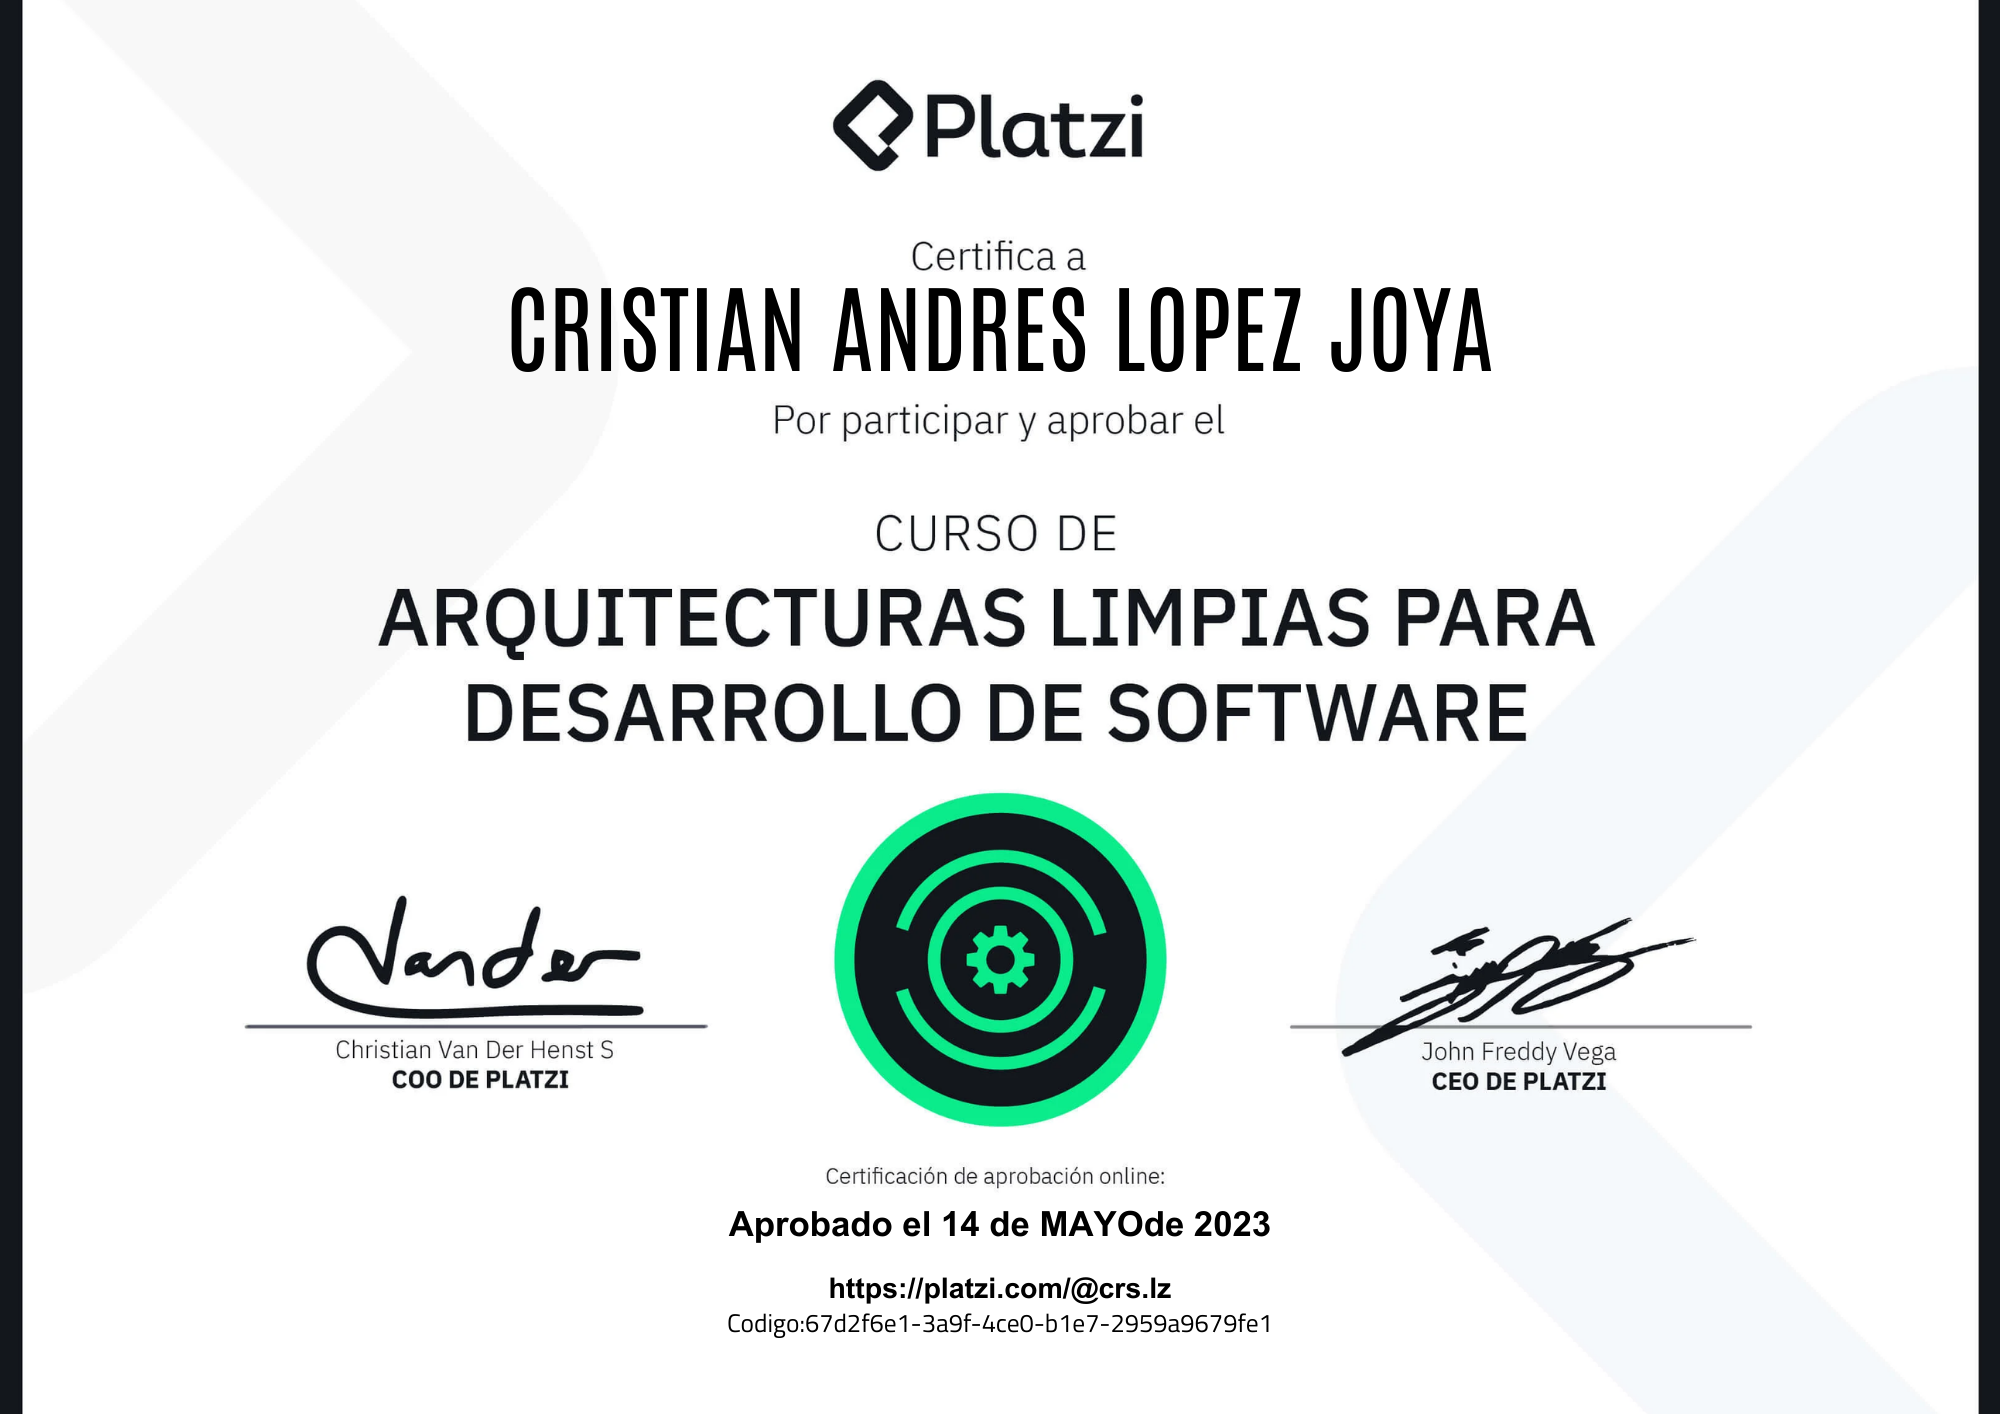 Platzi
Certifica a
CRISTIAN ANDRES LOPEZ JOYA
Por participar y aprobar el
CURSO DE
ARQUITECTURAS LIMPIAS PARA
DESARROLLO DE SOFTWARE
Vander
Christian Van Der Henst S
COO DE PLATZI
John Freddy Vega
CEO DE PLATZI
Certificación de aprobación online:
Aprobado el 14 de MAYOde 2023
https://platzi.com/@crs.lz
Codigo:67d2f6e1-3a9f-4ce0-b1e7-2959a9679fe1